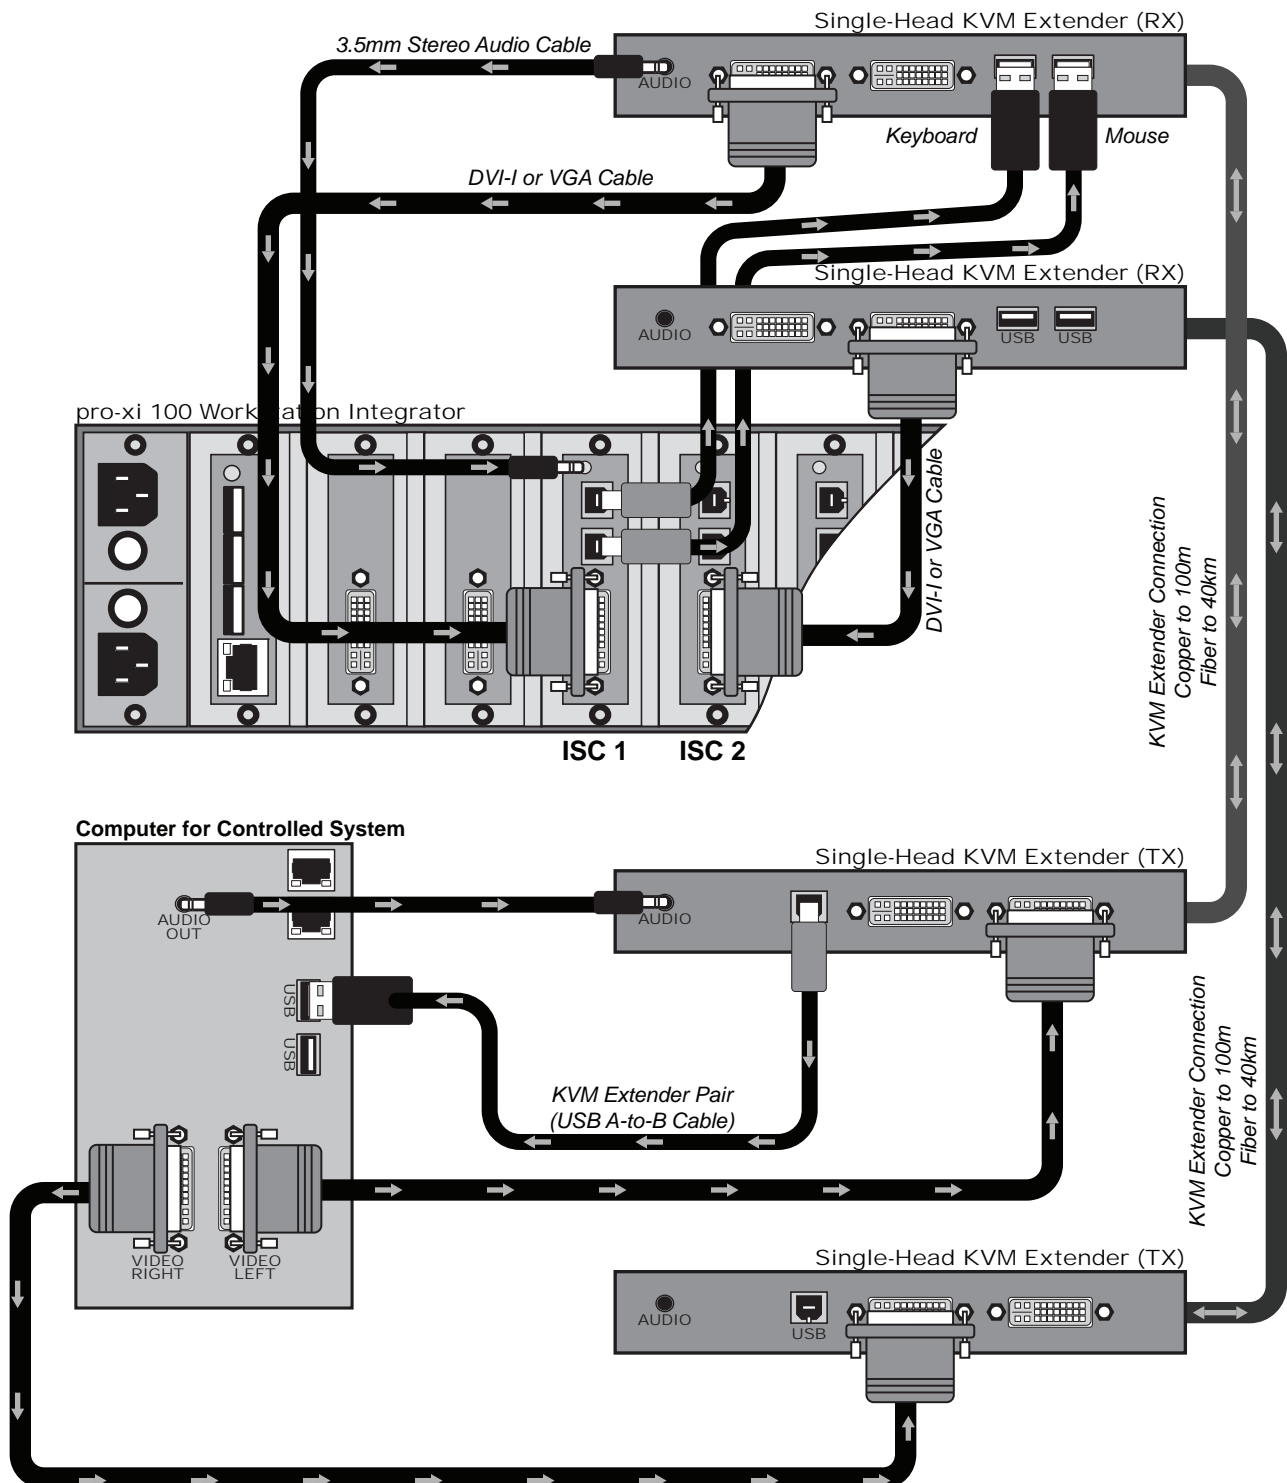 Single-Head KVM Extender (RX)
3.5mm Stereo Audio Cable
AUDIO
Keyboard
Mouse
DVI-I or VGA Cable
Single-Head KVM Extender (RX)
AUDIO
USB
USB
pro-xi 100 Workstation Integrator
DVI-I or VGA Cable
KVM Extender Connection
Copper to 100m
Fiber to 40km
ISC 1
ISC 2
Computer for Controlled System
Single-Head KVM Extender (TX)
AUDIO
OUT
AUDIO
USB
USB
KVM Extender Pair
(USB A-to-B Cable)
KVM Extender Connection
Copper to 100m
Fiber to 40km
VIDEO
RIGHT
VIDEO
LEFT
Single-Head KVM Extender (TX)
AUDIO
USB